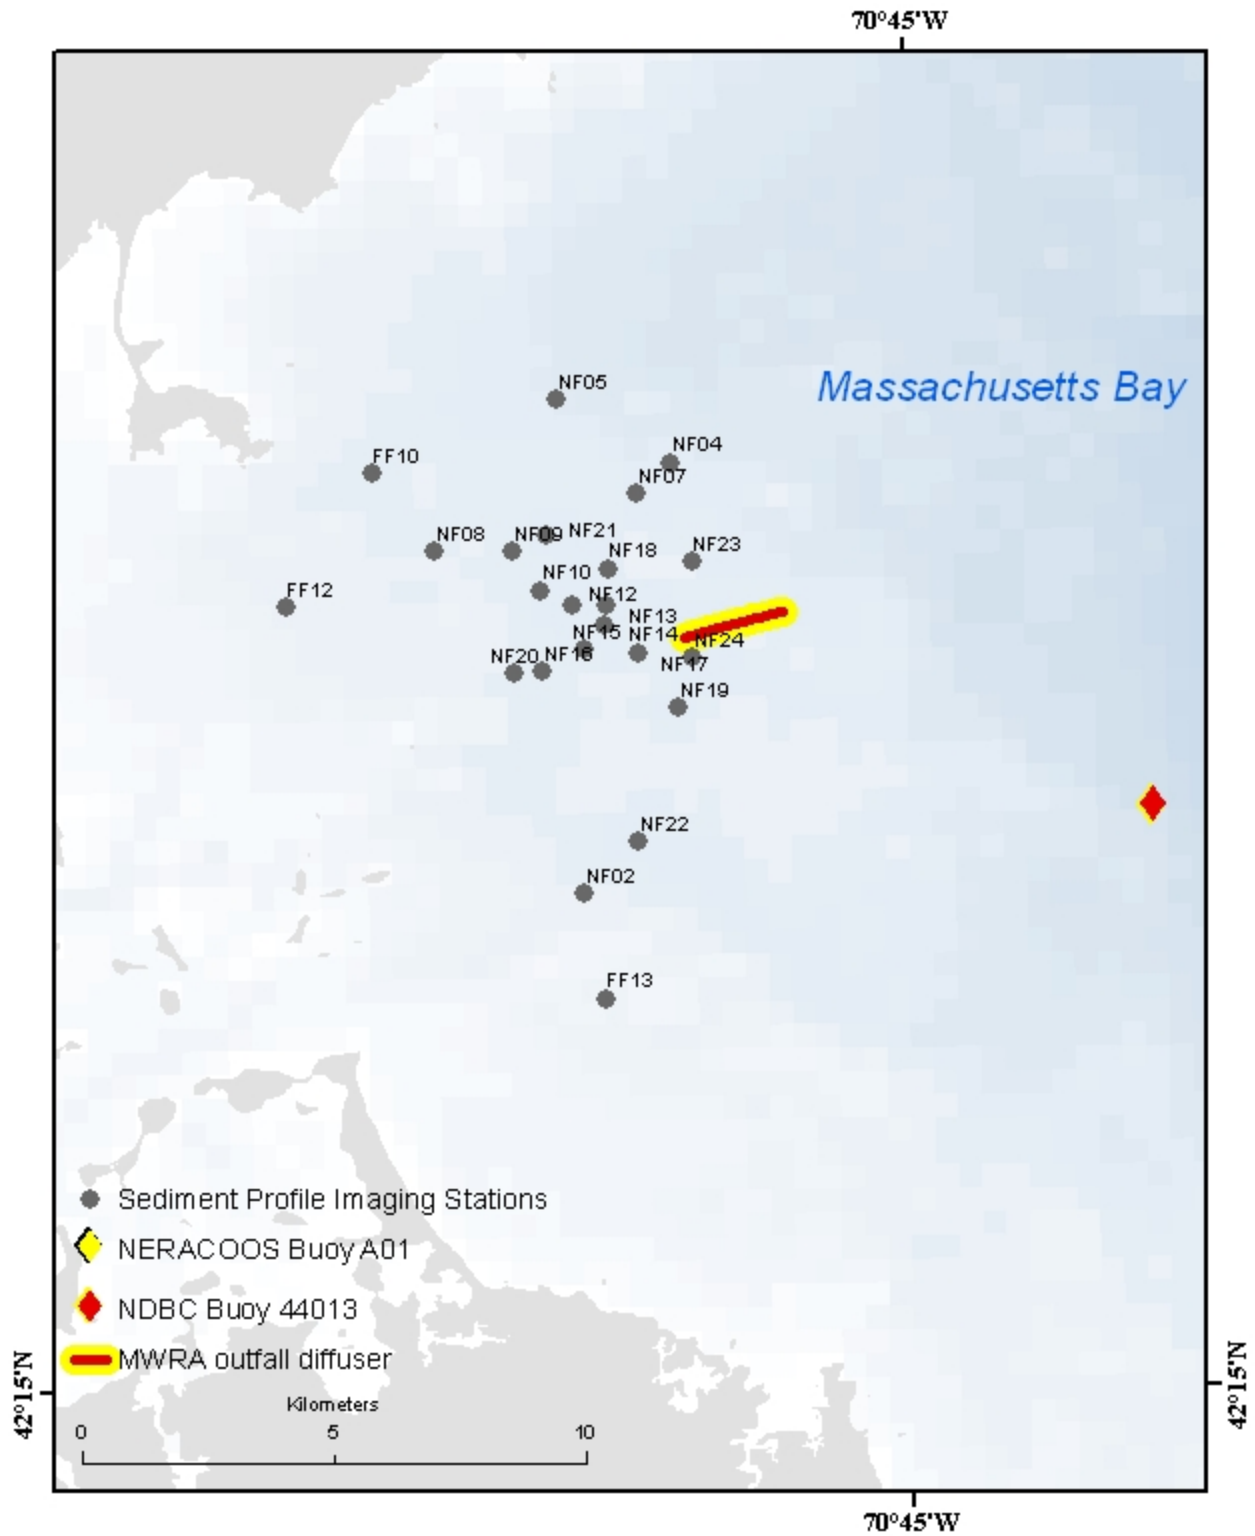 70°45'W
Massachusetts Bay
NF05
NF04
FF10
NF07
NF08
NF09
NF21
NF18
NF23
NF10
FF12
NF12
NF13
NF15
NF14
NF24
NF20
NF16
NF17
NF19
NF22
NF02
FF13
Sediment Profile Imaging Stations
NERACOOS Buoy A01
NDBC Buoy 44013
MWRA outfall diffuser
42°15'N
42°15'N
Kilometers
0 5 10
70°45'W